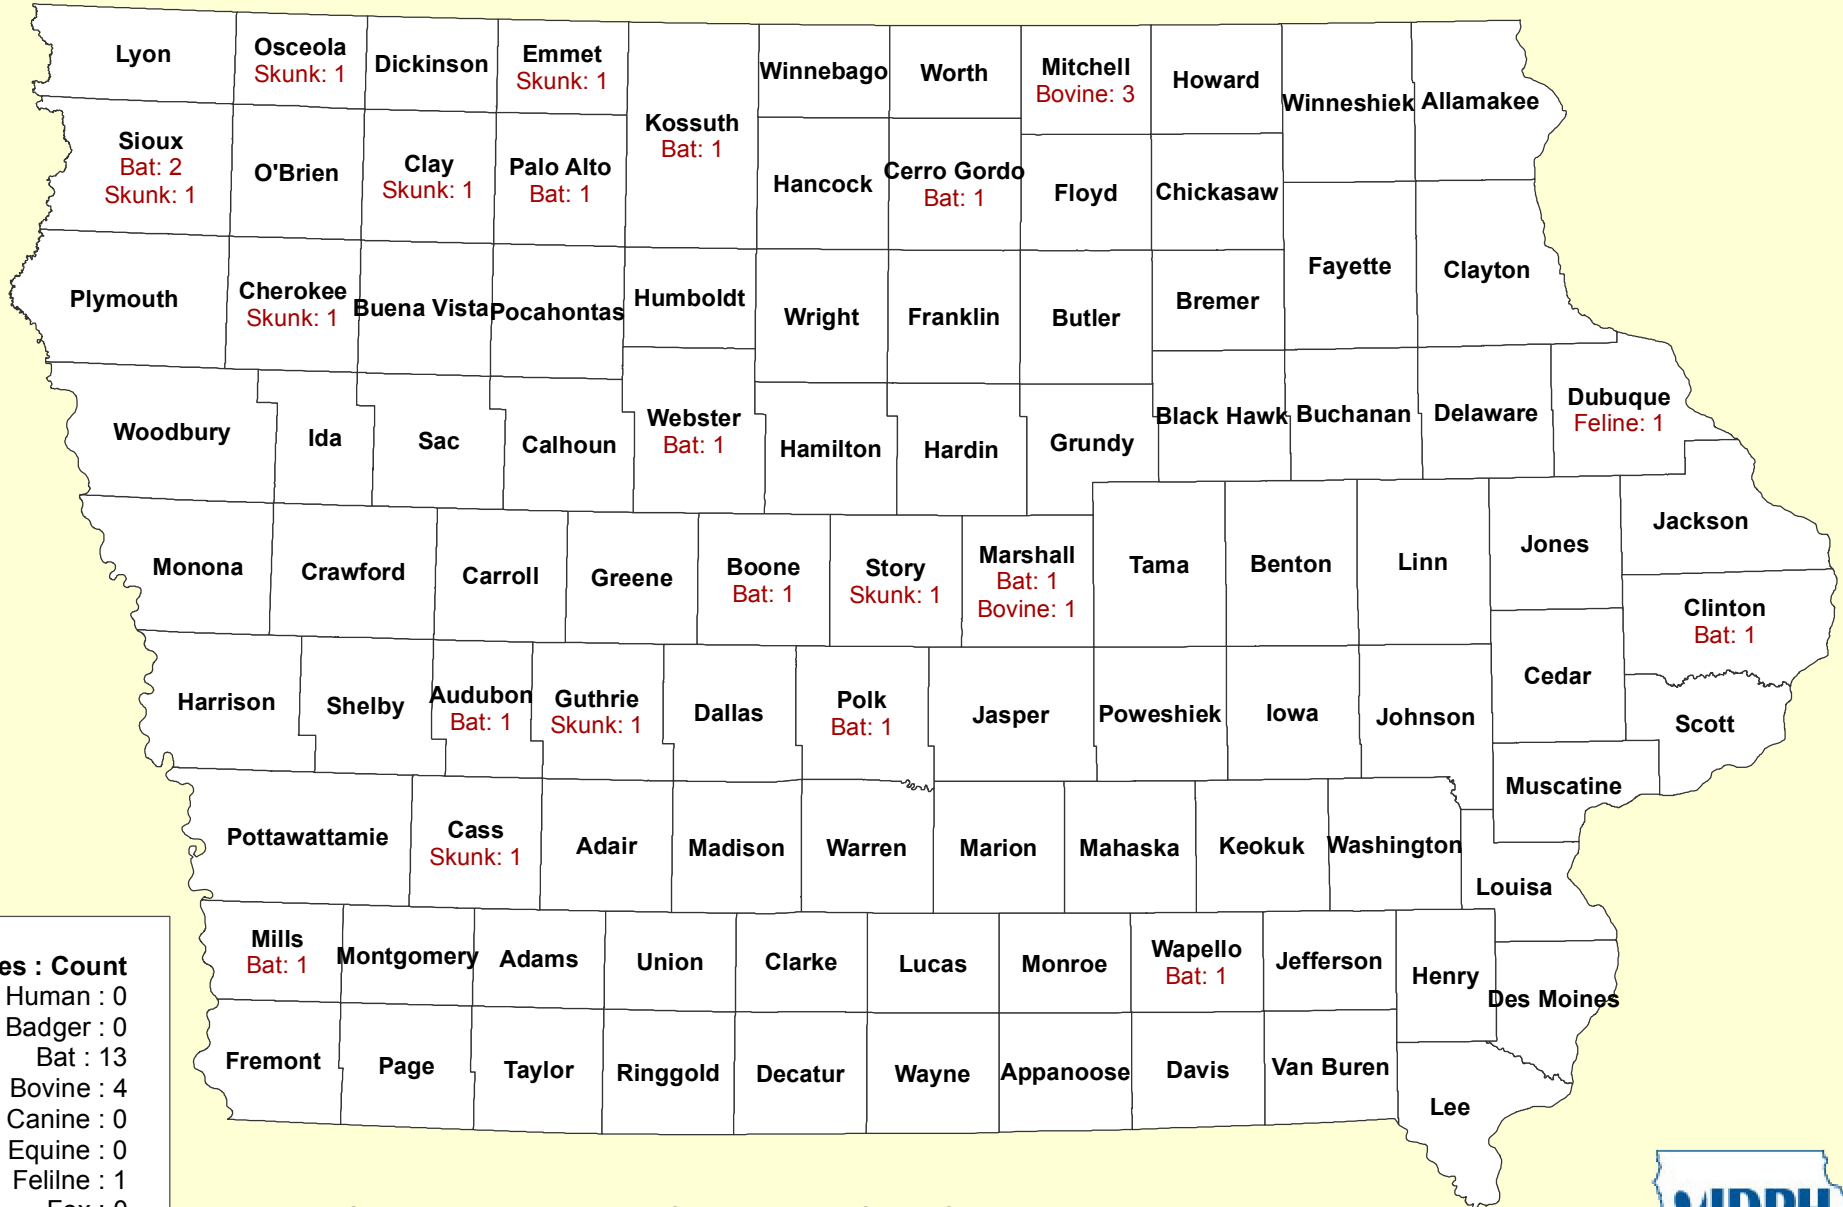 Lyon
Osceola
Skunk: 1
Dickinson
Emmet
Skunk: 1
Kossuth
Bat: 1
Winnebago
Worth
Mitchell
Bovine: 3
Howard
Winneshiek
Allamakee
Sioux
Bat: 2
Skunk: 1
O'Brien
Clay
Skunk: 1
Palo Alto
Bat: 1
Hancock
Cerro Gordo
Bat: 1
Floyd
Chickasaw
Fayette
Clayton
Plymouth
Cherokee
Skunk: 1
Buena Vista
Pocahontas
Humboldt
Wright
Franklin
Butler
Bremer
Woodbury
Ida
Sac
Calhoun
Webster
Bat: 1
Hamilton
Hardin
Grundy
Black Hawk
Buchanan
Delaware
Dubuque
Feline: 1
Monona
Crawford
Carroll
Greene
Boone
Bat: 1
Story
Skunk: 1
Marshall
Bat: 1
Bovine: 1
Tama
Benton
Linn
Jones
Jackson
Clinton
Bat: 1
Harrison
Shelby
Audubon
Bat: 1
Guthrie
Skunk: 1
Dallas
Polk
Bat: 1
Jasper
Poweshiek
Iowa
Johnson
Cedar
Scott
Muscatine
Pottawattamie
Cass
Skunk: 1
Adair
Madison
Warren
Marion
Mahaska
Keokuk
Washington
Louisa
Mills
Bat: 1
Montgomery
Adams
Union
Clarke
Lucas
Monroe
Wapello
Bat: 1
Jefferson
Henry
Des Moines
Fremont
Page
Taylor
Ringgold
Decatur
Wayne
Appanoose
Davis
Van Buren
Lee
es : Count
Human : 0
Badger : 0
Bat : 13
Bovine : 4
Canine : 0
Equine : 0
Felilne : 1
Fox : 0
IDPH